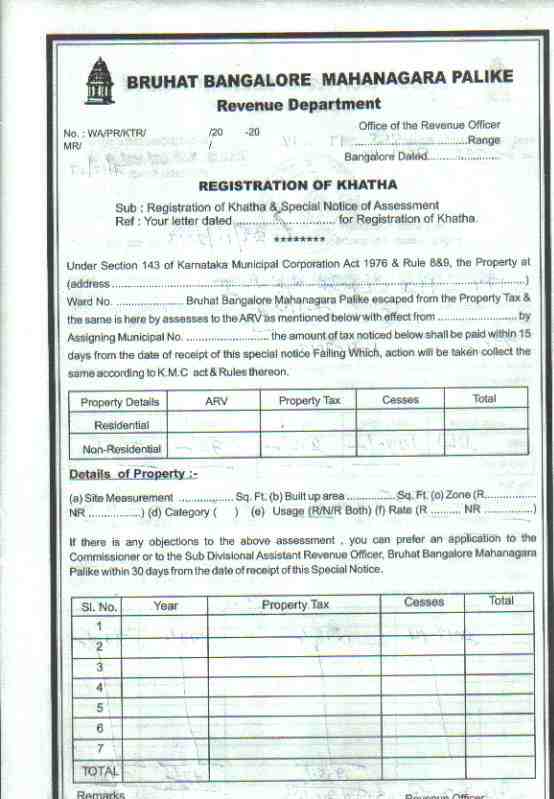 BRUHAT BANGALORE MAHANAGARA PALIKE
Revenue Department
No. : WA/PR/KTR/ /20 -20
Office of the Revenue Officer
MR/ /
..............................Range
Bangalore Dated......................
REGISTRATION OF KHATHA
Sub : Registration of Khatha & Special Notice of Assessment
Ref : Your letter dated .............................. for Registration of Khatha.
********
Under Section 143 of Karnataka Municipal Corporation Act 1976 & Rule 8&9, the Property at
(address ..............................................................................................................)
Ward No. .................. Bruhat Bangalore Mahanagara Palike escaped from the Property Tax &
the same is here by assesses to the ARV as mentioned below with effect from ...................... by
Assigning Municipal No. ....................... the amount of tax noticed below shall be paid within 15
days from the date of receipt of this special notice Failing Which, action will be taken collect the
same according to K.M.C act & Rules thereon.
Property Details ARV Property Tax Cesses Total
Residential
Non-Residential
Details of Property :-
(a) Site Measurement .................. Sq. Ft. (b) Built up area ............... Sq. Ft. (o) Zone (R................
NR ................) (d) Category ( ) (e) Usage (R/N/R Both) (f) Rate (R ......... NR ...............)
If there is any objections to the above assessment , you can prefer an application to the
Commissioner or to the Sub Divisional Assistant Revenue Officer, Bruhat Bangalore Mahanagara
Palike within 30 days from the date of receipt of this Special Notice.
Sl. No. Year Property Tax Cesses Total
1
2
3
4
5
6
7
TOTAL
Remarks Revenue Officer